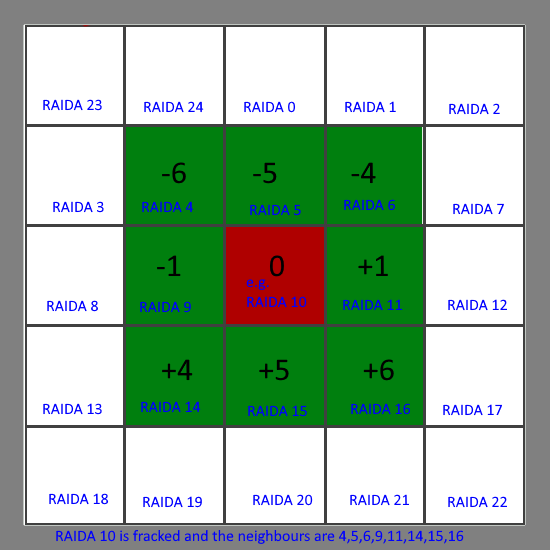 RAIDA 23
RAIDA 24
RAIDA 0
RAIDA 1
RAIDA 2
RAIDA 3
-6
RAIDA 4
-5
RAIDA 5
-4
RAIDA 6
RAIDA 7
RAIDA 8
-1
RAIDA 9
0
e.g.
RAIDA 10
+1
RAIDA 11
RAIDA 12
RAIDA 13
+4
RAIDA 14
+5
RAIDA 15
+6
RAIDA 16
RAIDA 17
RAIDA 18
RAIDA 19
RAIDA 20
RAIDA 21
RAIDA 22
RAIDA 10 is fracked and the neighbours are 4,5,6,9,11,14,15,16